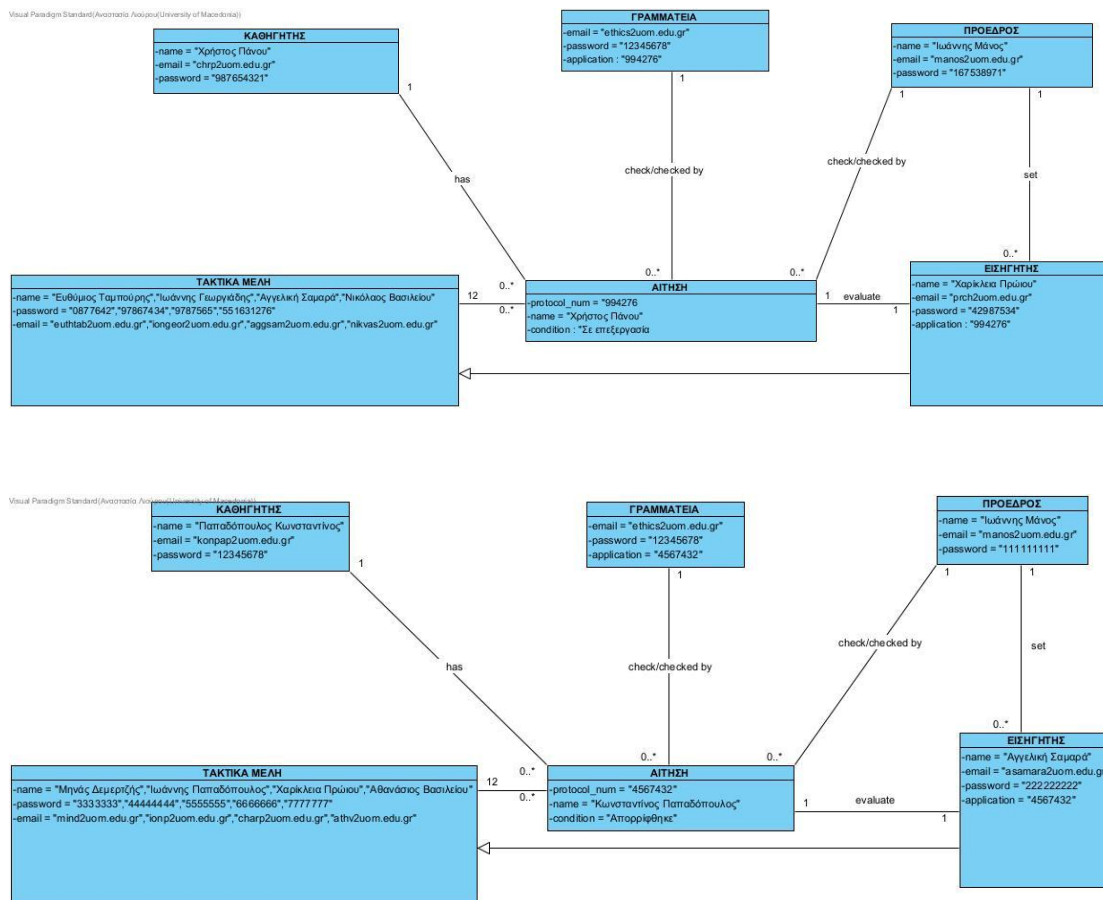 Visual Paradigm Standard(Αναστασία Λιούρου(University of Macedonia))
ΚΑΘΗΓΗΤΗΣ
-name = "Χρήστος Πάνου"
-email = "chrp2uom.edu.gr"
-password = "987654321"
1
ΓΡΑΜΜΑΤΕΙΑ
-email = "ethics2uom.edu.gr"
-password = "12345678"
-application : "994276"
1
ΠΡΟΕΔΡΟΣ
-name = "Ιωάννης Μάνος"
-email = "manos2uom.edu.gr"
-password = "167538971"
1
1
has
check/checked by
check/checked by
set
0..*
0..*
0..*
0..*
ΤΑΚΤΙΚΑ ΜΕΛΗ
-name = "Ευθύμιος Ταμπούρης","Ιωάννης Γεωργιάδης","Αγγελική Σαμαρά","Νικόλαος Βασιλείου"
-password = "0877642","97867434","9787565","551631276"
-email = "euthtab2uom.edu.gr","iongeor2uom.edu.gr","aggsam2uom.edu.gr","nikvas2uom.edu.gr"
12
0..*
ΑΙΤΗΣΗ
-protocol_num = "994276
-name = "Χρήστος Πάνου"
-condition : "Σε επεξεργασία
1
evaluate
1
ΕΙΣΗΓΗΤΗΣ
-name = "Χαρίκλεια Πρώιου"
-email = "prch2uom.edu.gr"
-password = "42987534"
-application : "994276"
Visual Paradigm Standard(Αναστασία Λιούρου(University of Macedonia))
ΚΑΘΗΓΗΤΗΣ
-name = "Παπαδόπουλος Κωνσταντίνος"
-email = "konpap2uom.edu.gr"
-password = "12345678"
1
ΓΡΑΜΜΑΤΕΙΑ
-email = "ethics2uom.edu.gr"
-password = "12345678"
-application = "4567432"
1
ΠΡΟΕΔΡΟΣ
-name = "Ιωάννης Μάνος"
-email = "manos2uom.edu.gr"
-password = "111111111"
1
1
has
check/checked by
check/checked by
set
0..*
0..*
0..*
0..*
ΤΑΚΤΙΚΑ ΜΕΛΗ
-name = "Μηνάς Δεμερτζής","Ιωάννης Παπαδόπουλος","Χαρίκλεια Πρώιου","Αθανάσιος Βασιλείου"
-password = "3333333","44444444","5555555","6666666","7777777"
-email = "mind2uom.edu.gr","ionp2uom.edu.gr","charp2uom.edu.gr","athv2uom.edu.gr"
12
0..*
ΑΙΤΗΣΗ
-protocol_num = "4567432"
-name = "Κωνσταντίνος Παπαδόπουλος"
-condition = "Απορρίφθηκε"
1
evaluate
1
ΕΙΣΗΓΗΤΗΣ
-name = "Αγγελική Σαμαρά"
-email = "asamara2uom.edu.gr
-password = "222222222"
-application = "4567432"